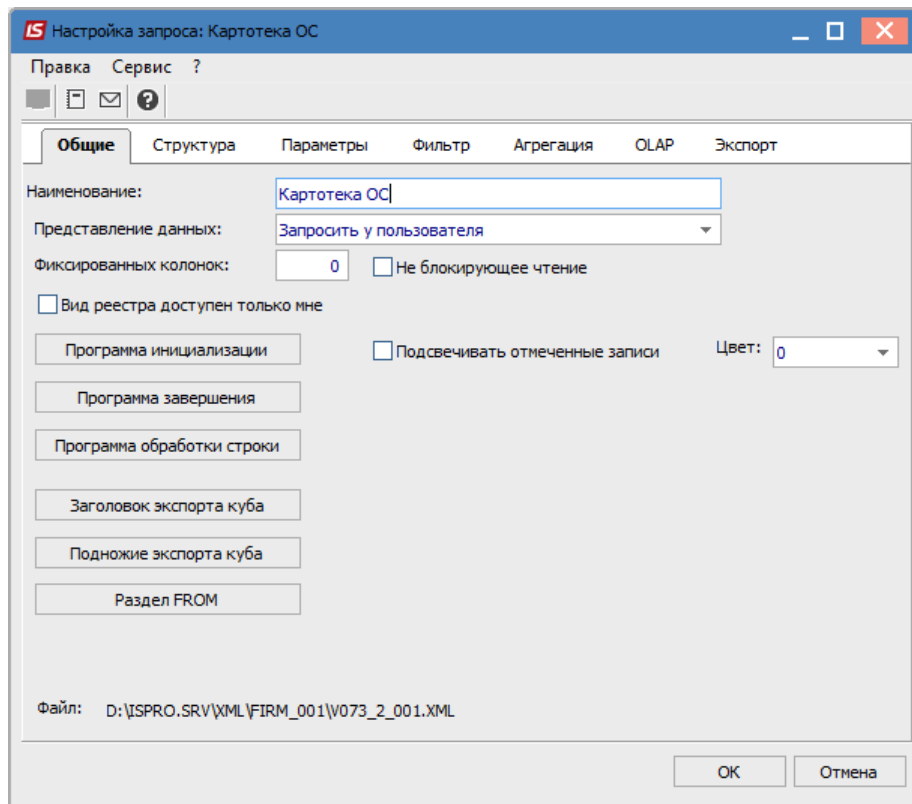 IS Настройка запроса: Картотека ОС
Правка Сервис ?
Общие Структура Параметры Фильтр Агрегация OLAP Экспорт
Наименование: Картотека ОС
Представление данных: Запросить у пользователя
Фиксированных колонок: 0 Не блокирующее чтение
Вид реестра доступен только мне
Программа инициализации Подсвечивать отмеченные записи Цвет: 0
Программа завершения
Программа обработки строки
Заголовок экспорта куба
Подножие экспорта куба
Раздел FROM
Файл: D:\ISPRO.SRV\XML\FIRM_001\V073_2_001.XML
ОК Отмена